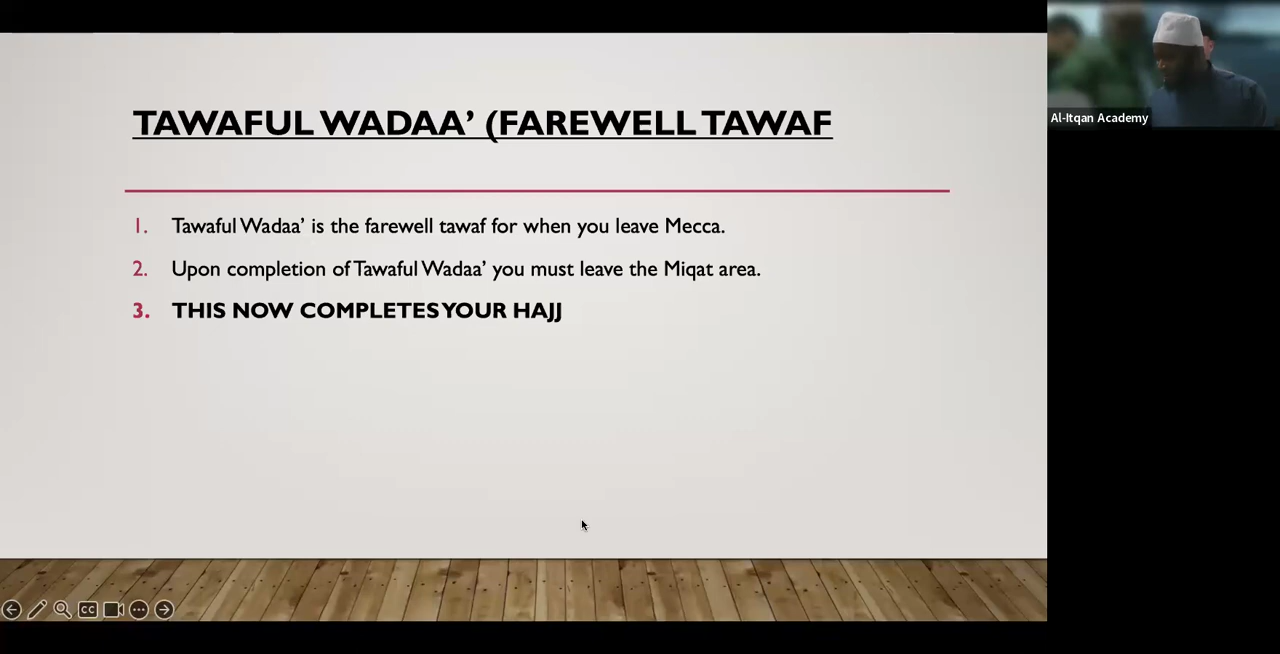 TAWAFUL WADAA’ (FAREWELL TAWAF
1. Tawaful Wadaa’ is the farewell tawaf for when you leave Mecca.
2. Upon completion of Tawaful Wadaa’ you must leave the Miqat area.
3. THIS NOW COMPLETES YOUR HAJJ
Al-Itqan Academy
CC